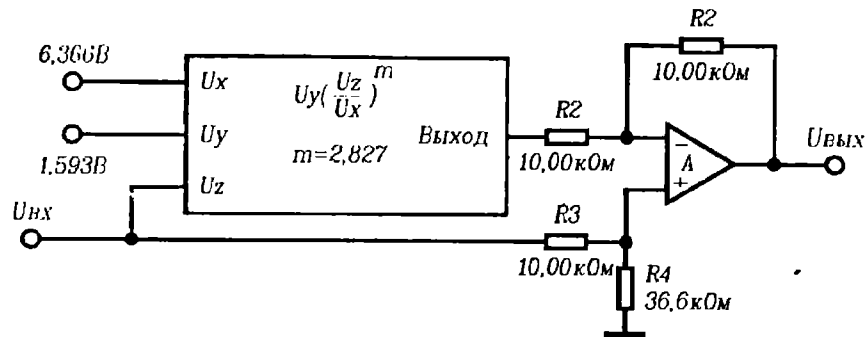 6,366В
Ux
Uy(Uz/Ux)^m
m=2,827
Uy
1.593В
Uz
Выход
Uвх
R2
10,00кОм
R2
10,00кОм
−
A
+
Uвых
R3
10,00кОм
R4
36,6кОм